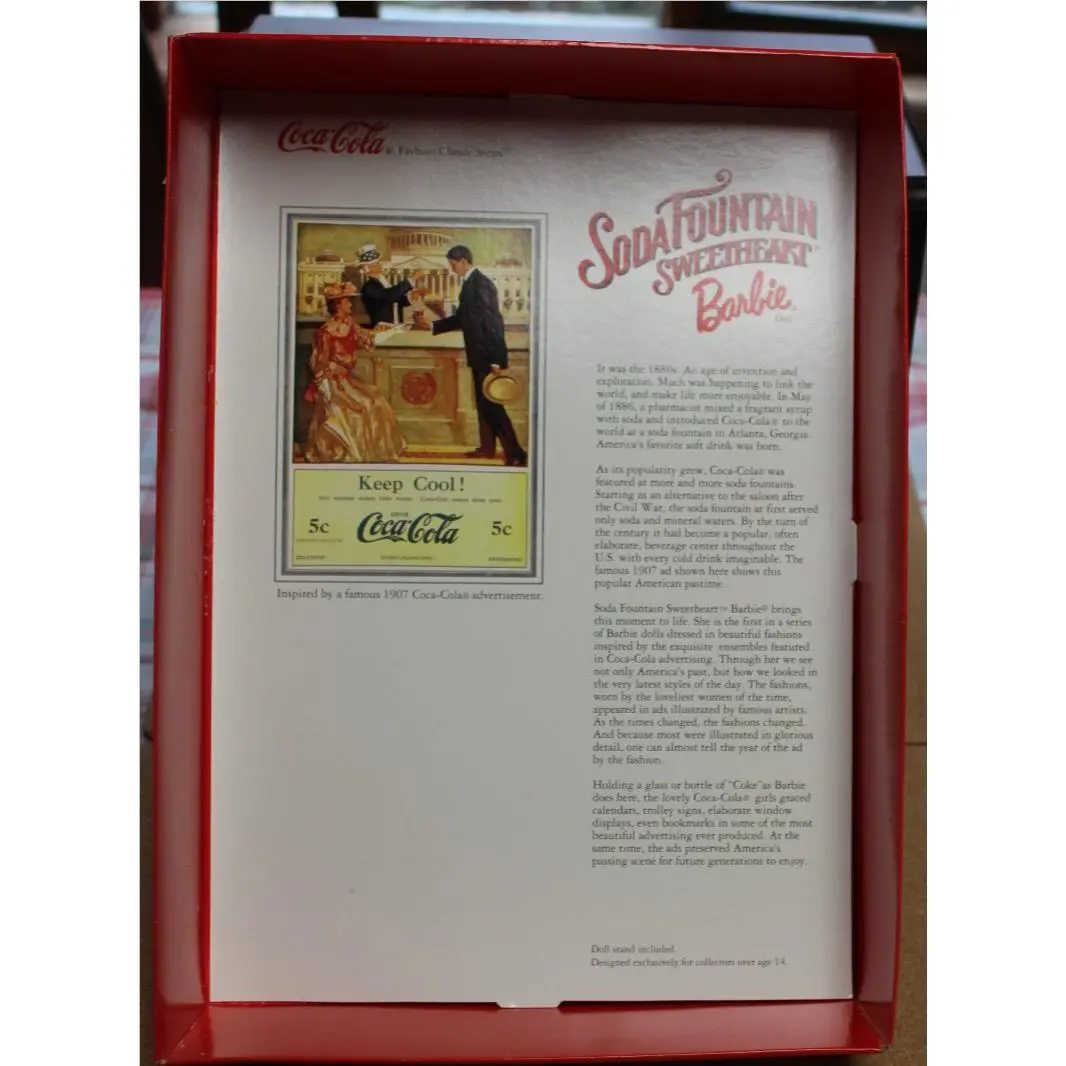 Coca-Cola® Fashion Classic Series™
SODA FOUNTAIN
SWEETHEART™
Barbie®
Keep Cool!
5c
DRINK
Coca-Cola
5c
Inspired by a famous 1907 Coca-Cola® advertisement.
It was the 1880s. An age of invention and
exploration. Much was happening to link the
world, and make life more enjoyable. In May
of 1886, a pharmacist mixed a fragrant syrup
with soda and introduced Coca-Cola® to the
world at a soda fountain in Atlanta, Georgia.
America's favorite soft drink was born.
As its popularity grew, Coca-Cola® was
featured at more and more soda fountains.
Starting as an alternative to the saloon after
the Civil War, the soda fountain at first served
only soda and mineral waters. By the turn of
the century it had become a popular, often
elaborate, beverage center throughout the
U.S. with every cold drink imaginable. The
famous 1907 ad shown here shows this
popular American pastime.
Soda Fountain Sweetheart™ Barbie® brings
this moment to life. She is the first in a series
of Barbie dolls dressed in beautiful fashions
inspired by the exquisite ensembles featured
in Coca-Cola advertising. Through her we see
not only America's past, but how we looked in
the very latest styles of the day. The fashions,
worn by the loveliest women of the time,
appeared in ads illustrated by famous artists.
As the times changed, the fashions changed.
And because most were illustrated in glorious
detail, one can almost tell the year of the ad
by the fashion.
Holding a glass or bottle of "Coke" as Barbie
does here, the lovely Coca-Cola® girls graced
calendars, trolley signs, elaborate window
displays, even bookmarks in some of the most
beautiful advertising ever produced. At the
same time, the ads preserved America's
passing scene for future generations to enjoy.
Doll stand included.
Designed exclusively for collectors over age 14.